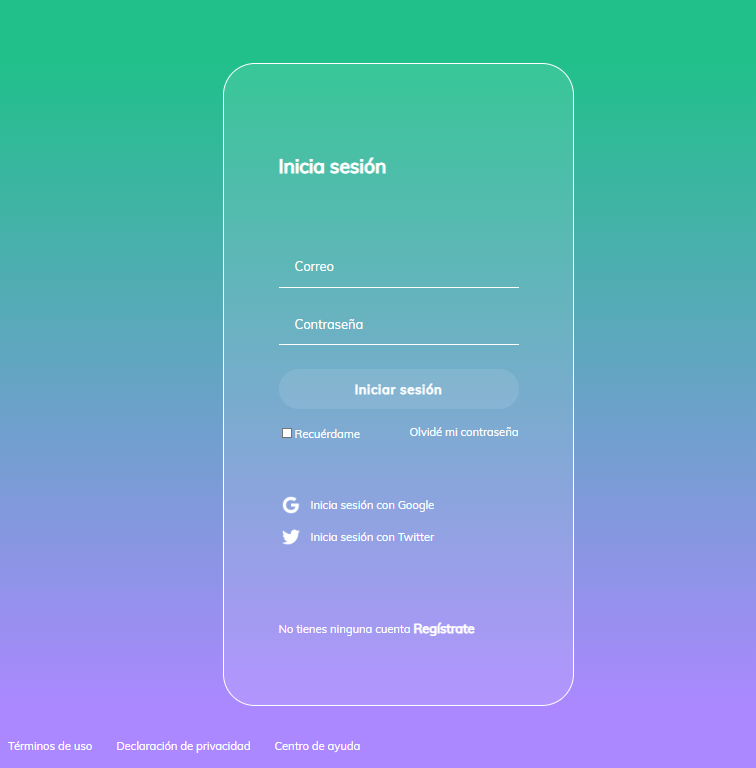 Inicia sesión
Correo
Contraseña
Iniciar sesión
Recuérdame Olvidé mi contraseña
Inicia sesión con Google
Inicia sesión con Twitter
No tienes ninguna cuenta Regístrate
Términos de uso Declaración de privacidad Centro de ayuda